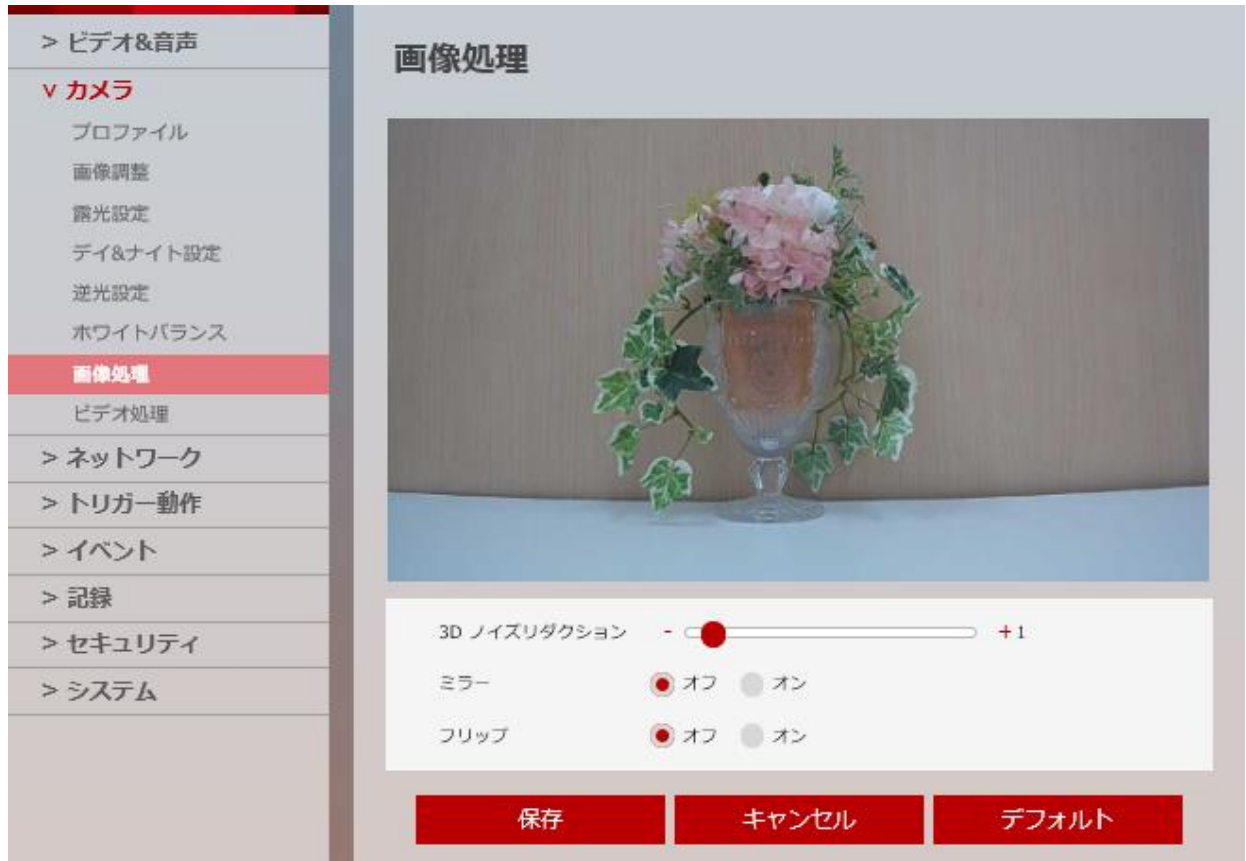 > ビデオ&音声
v カメラ
プロファイル
画像調整
露光設定
デイ&ナイト設定
逆光設定
ホワイトバランス
画像処理
ビデオ処理
> ネットワーク
> トリガー動作
> イベント
> 記録
> セキュリティ
> システム
画像処理
3D ノイズリダクション - + 1
ミラー オフ オン
フリップ オフ オン
保存 キャンセル デフォルト